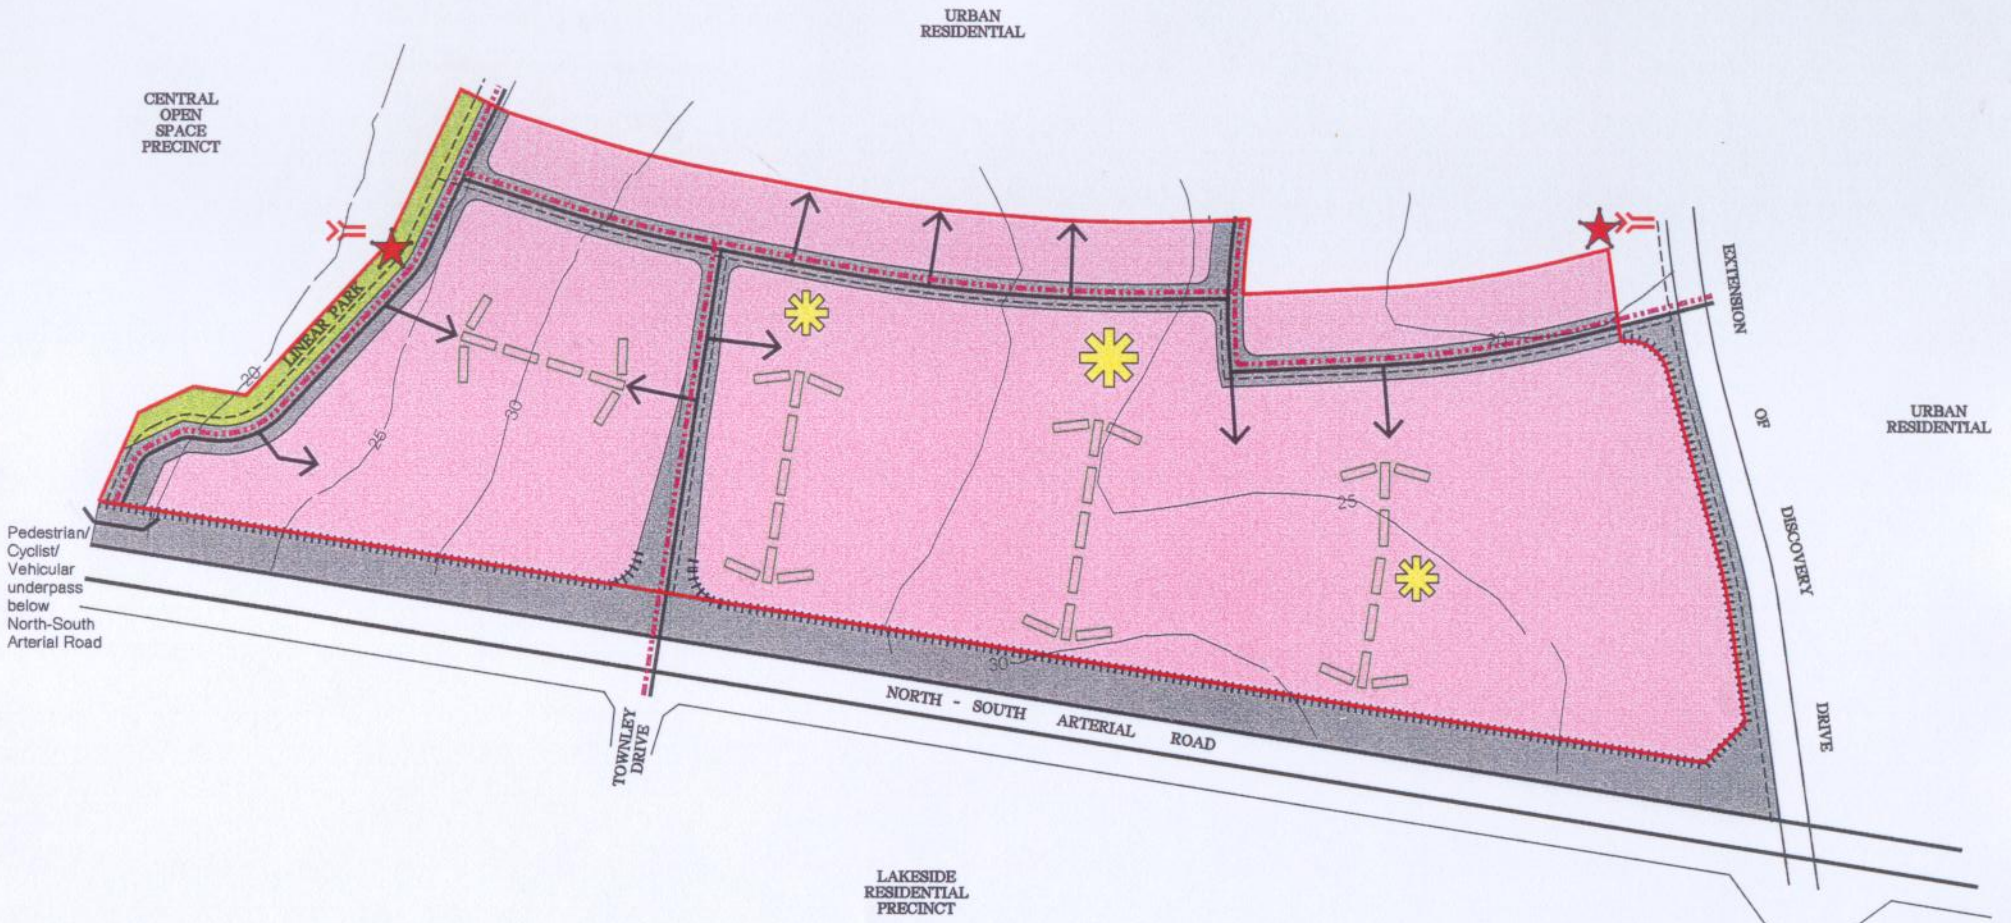 URBAN
RESIDENTIAL
CENTRAL
OPEN
SPACE
PRECINCT
LINEAR PARK
20
25
30
30
25
30
EXTENSION
OF
DISCOVERY
DRIVE
URBAN
RESIDENTIAL
Pedestrian/
Cyclist/
Vehicular
underpass
below
North-South
Arterial Road
TOWNLEY
DRIVE
NORTH - SOUTH ARTERIAL ROAD
LAKESIDE
RESIDENTIAL
PRECINCT